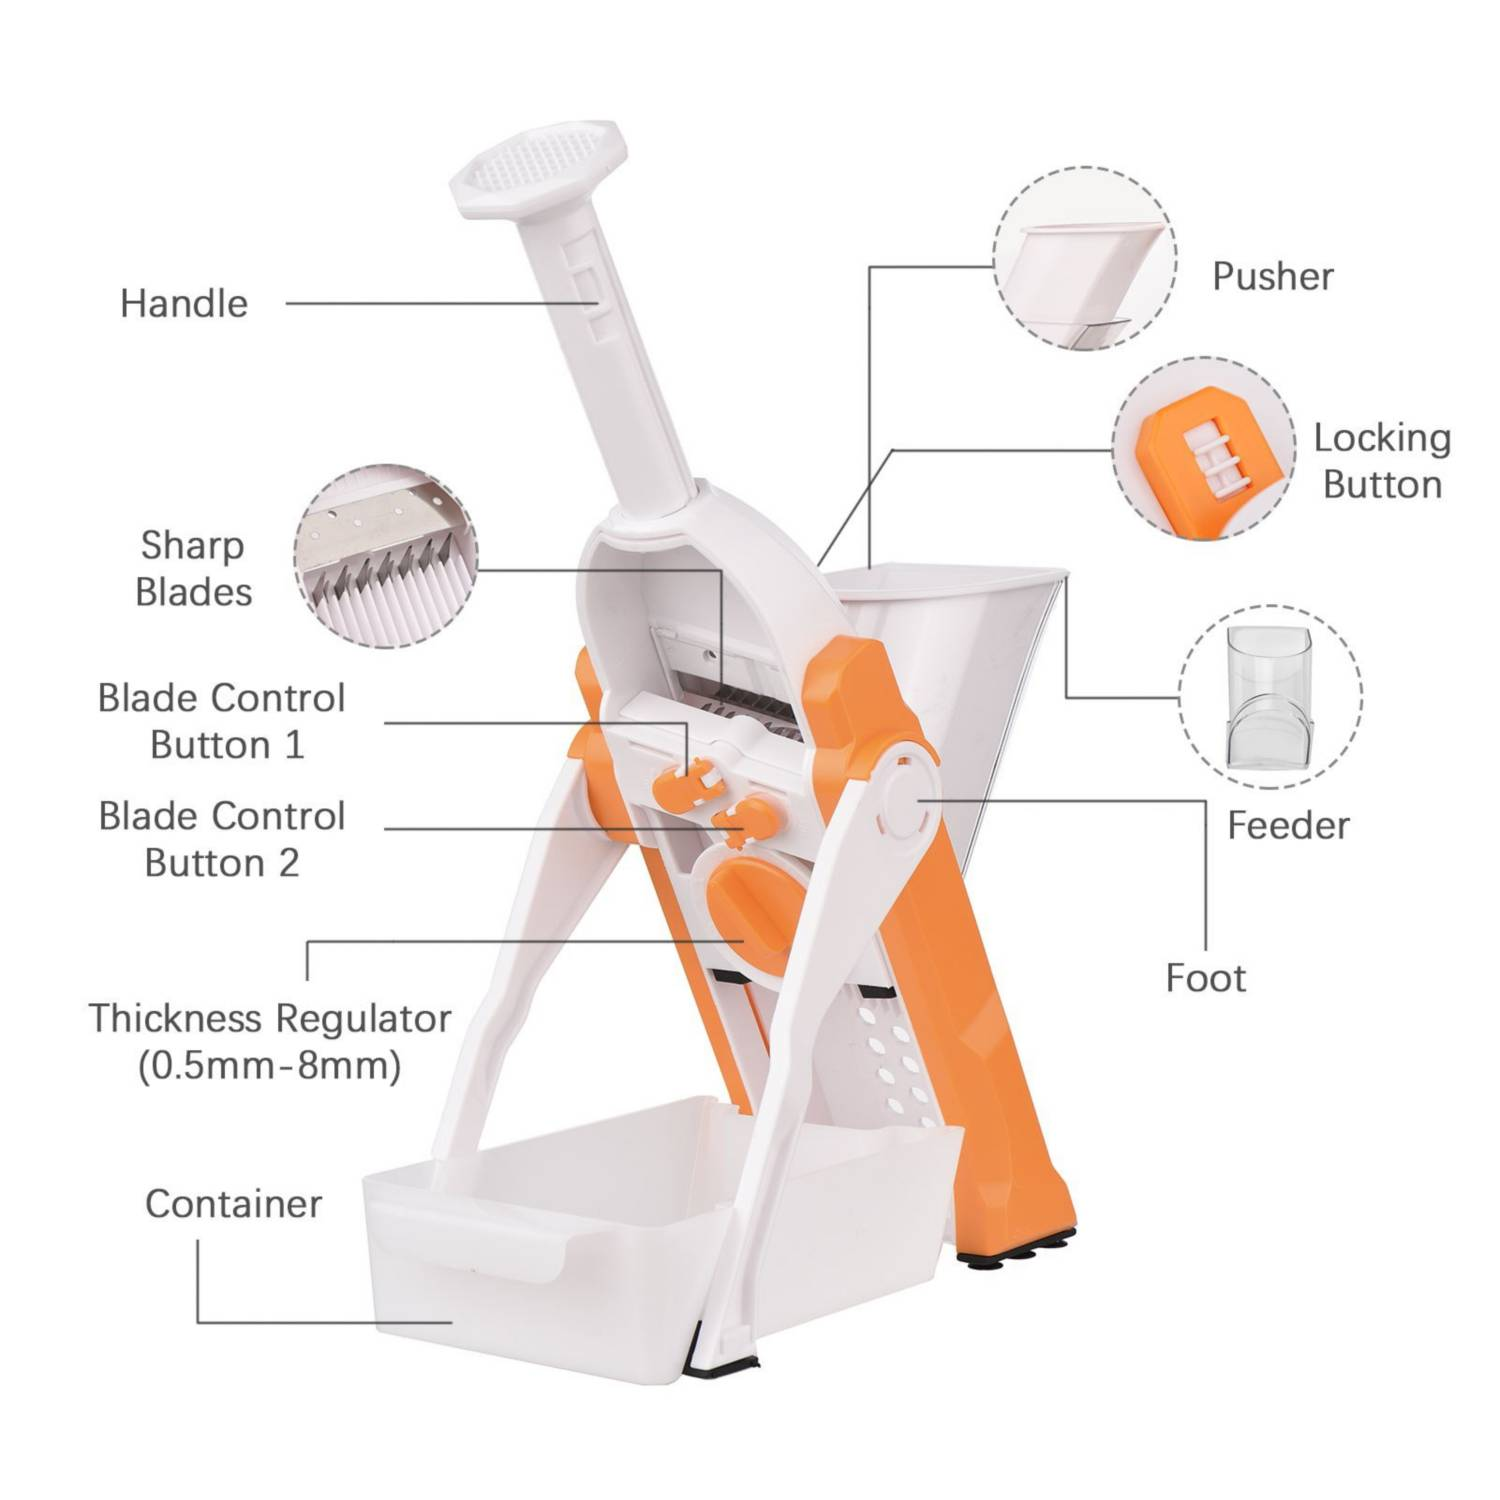 Handle
Pusher
Locking
Button
Sharp
Blades
Blade Control
Button 1
Blade Control
Button 2
Feeder
Foot
Thickness Regulator
(0.5mm-8mm)
Container